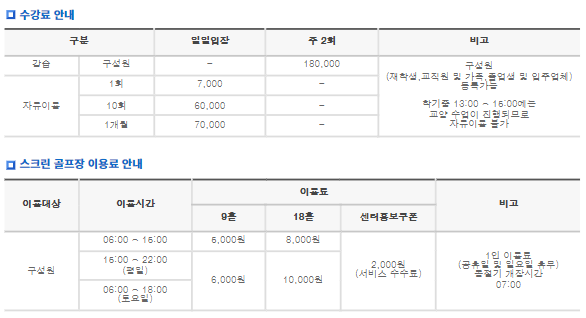 수강료 안내
구분 일일입장 주 2회 비고
강습 구성원 - 180,000
자유이용 1회 7,000 -
10회 60,000 -
1개월 70,000 -
구성원
(재학생,교직원 및 가족,졸업생 및 입주업체)
등록가능
학기중 13:00 ~ 16:00에는
교양 수업이 진행되므로
자유이용 불가
스크린 골프장 이용료 안내
이용대상 이용시간 이용료 비고
9홀 18홀 센터홍보쿠폰
구성원
06:00 ~ 16:00 8,000원
16:00 ~ 22:00
(평일)
06:00 ~ 18:00
(토요일)
6,000원 10,000원
2,000원
(서비스 수수료)
1인 이용료
(공휴일 및 일요일 휴무)
동절기 개장시간
07:00